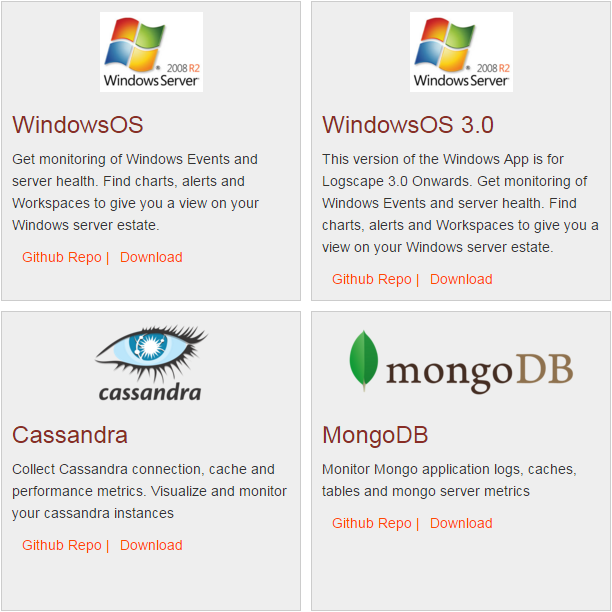 2008 R2
Windows Server
WindowsOS
Get monitoring of Windows Events and
server health. Find charts, alerts and
Workspaces to give you a view on your
Windows server estate.
Github Repo | Download
2008 R2
Windows Server
WindowsOS 3.0
This version of the Windows App is for
Logscape 3.0 Onwards. Get monitoring of
Windows Events and server health. Find
charts, alerts and Workspaces to give you a
view on your Windows server estate.
Github Repo | Download
cassandra
Cassandra
Collect Cassandra connection, cache and
performance metrics. Visualize and monitor
your cassandra instances
Github Repo | Download
mongoDB
MongoDB
Monitor Mongo application logs, caches,
tables and mongo server metrics
Github Repo | Download